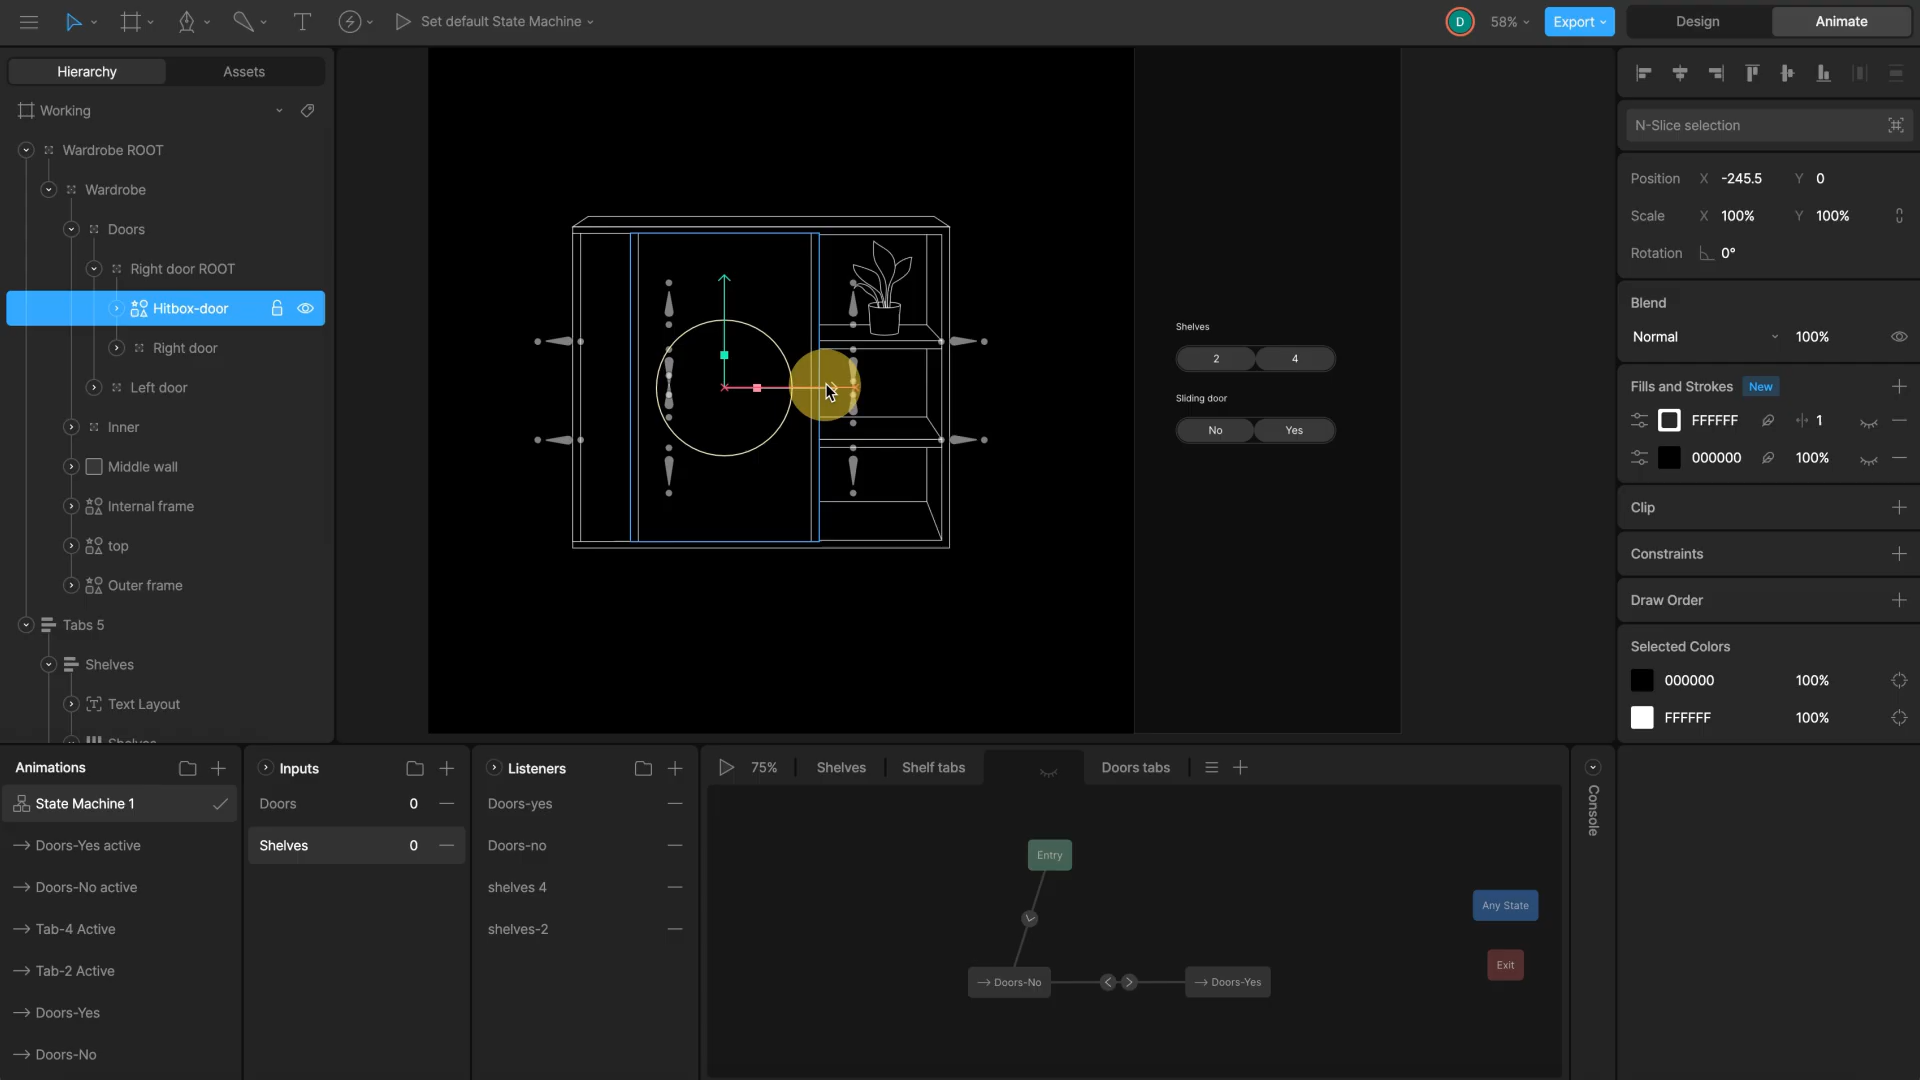 Set default State Machine
D
58%
Export
Design
Animate
Hierarchy
Assets
Working
Wardrobe ROOT
Wardrobe
Doors
Right door ROOT
Hitbox-door
Right door
Left door
Inner
Middle wall
Internal frame
top
Outer frame
Tabs 5
Shelves
Text Layout
Shelves
Shelves
2
4
Sliding door
No
Yes
N-Slice selection
Position
X
-245.5
Y
0
Scale
X
100%
Y
100%
Rotation
0°
Blend
Normal
100%
Fills and Strokes
New
FFFFFF
1
000000
100%
Clip
Constraints
Draw Order
Selected Colors
000000
100%
FFFFFF
100%
Animations
State Machine 1
Doors-Yes active
Doors-No active
Tab-4 Active
Tab-2 Active
Doors-Yes
Doors-No
Inputs
Doors
0
Shelves
0
Listeners
Doors-yes
Doors-no
shelves 4
shelves-2
75%
Shelves
Shelf tabs
Doors tabs
Entry
Doors-No
Doors-Yes
Any State
Exit
Console